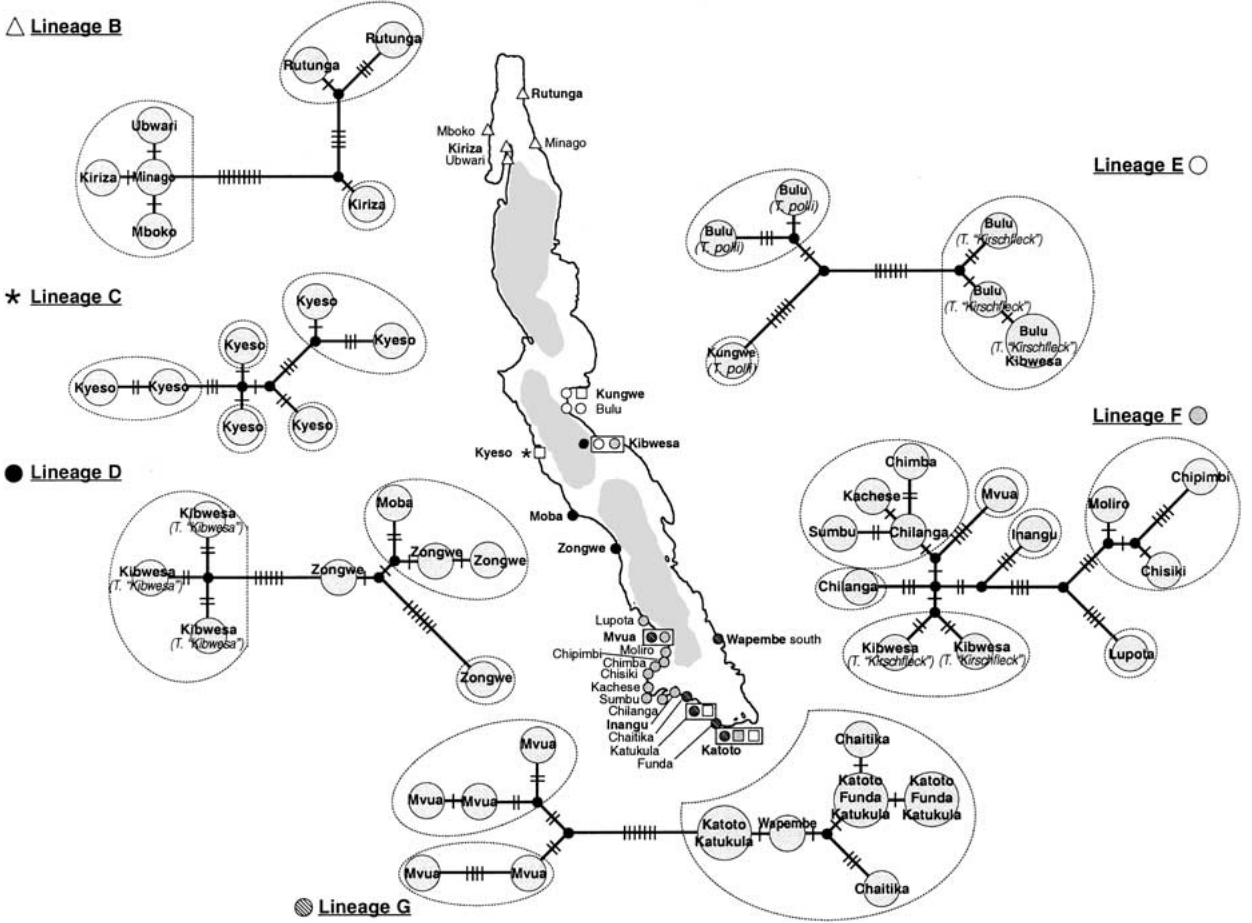 Lineage B
Rutunga
Rutunga
Ubwari
Kiriza
Minago
Mboko
Kiriza
* Lineage C
Kyeso
Kyeso
Kyeso
Kyeso
Kyeso
Kyeso
Kyeso
Lineage D
Kibwesa
(T. "Kibwesa")
Kibwesa
(T. "Kibwesa")
Kibwesa
(T. "Kibwesa")
Zongwe
Moba
Zongwe
Zongwe
Zongwe
Rutunga
Mboko
Kiriza
Ubwari
Minago
Kungwe
Bulu
Kibwesa
Kyeso *
Moba
Zongwe
Lupota
Mvua
Moliro
Chipimbi
Chimba
Chisiki
Kachese
Sumbu
Chilanga
Inangu
Chaitika
Katukula
Funda
Katoto
Wapembe south
Lineage E
Bulu
(T. polli)
Bulu
(T. polli)
Kungwe
(T. polli)
Bulu
(T. "Kirschfleck")
Bulu
(T. "Kirschfleck")
Bulu
(T. "Kirschfleck")
Kibwesa
Lineage F
Chimba
Kachese
Sumbu
Chilanga
Mvua
Inangu
Moliro
Chipimbi
Chisiki
Chilanga
Kibwesa
(T. "Kirschfleck")
Kibwesa
(T. "Kirschfleck")
Lupota
Mvua
Mvua
Mvua
Mvua
Mvua
Katoto
Katukula
Wapembe
Chaitika
Katoto
Funda
Katukula
Katoto
Funda
Katukula
Chaitika
Lineage G